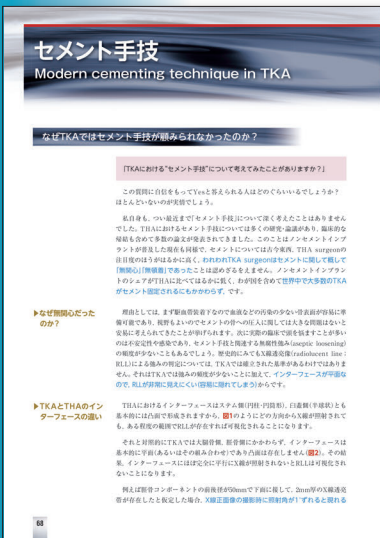 セメント手技
Modern cementing technique in TKA
なぜTKAではセメント手技が顧みられなかったのか？
「TKAにおける“セメント手技”について考えてみたことがありますか？」
この質問に自信をもってYesと答えられる人はどのぐらいいるでしょうか？
ほとんどいないのが実情でしょう。
私自身も，つい最近まで「セメント手技」について深く考えたことはありません
でした。THAにおけるセメント手技については多くの研究・論議があり，臨床的な
帰結も含めて多数の論文が発表されてきました。このことはノンセメントインプ
ラントが普及した現在も同様で，セメントについては古今東西，THA surgeonの
注目度のほうがはるかに高く，われわれTKA surgeonはセメントに関して概して
「無関心」「無頓着」であったことは認めざるをえません。ノンセメントインプラン
トのシェアがTHAに比べてはるかに低く，わが国を含めて世界中で大多数のTKA
がセメント固定されるにもかかわらず，です。
▶なぜ無関心だった
のか？
理由としては，まず駆血帯装着下なので血液などの汚染の少ない骨表面が容易に準
備可能であり，視野もよいのでセメントの骨への圧入に関しては大きな問題はないと
安易に考えられてきたことが挙げられます。次に実際の臨床で頭を悩ますことが多い
のは不安定性や感染であり，セメント手技と関連する無菌性弛み(aseptic loosening)
の頻度が少ないこともあるでしょう。歴史的にみてもX線透過像(radiolucent line：
RLL)による弛みの判定については，TKAでは確立された基準があるわけではありま
せん。それはTKAでは弛みの頻度が少ないことに加えて，インターフェースが平面な
ので，RLLが非常に見えにくい(容易に隠れてしまう)からです。
▶TKAとTHAのイン
ターフェースの違い
THAにおけるインターフェースはステム側(円柱・円筒形)，臼蓋側(半球状)とも
基本的には凸面で形成されますから，図1のようにどの方向からX線が照射されて
も，ある程度の範囲でRLLが存在すれば可視化されることになります。
それと対照的にTKAでは大腿骨側，脛骨側にかかわらず，インターフェースは
基本的に平面(あるいはその組み合わせ)であり凸面は存在しません(図2)。その結
果，インターフェースにほぼ完全に平行にX線が照射されないとRLLは可視化され
ないことになります。
例えば脛骨コンポーネントの前後径が50mmで下面に接して，2mm厚のX線透亮
帯が存在したと仮定した場合，X線正面像の撮影時に照射角が1°ずれると現れる
68